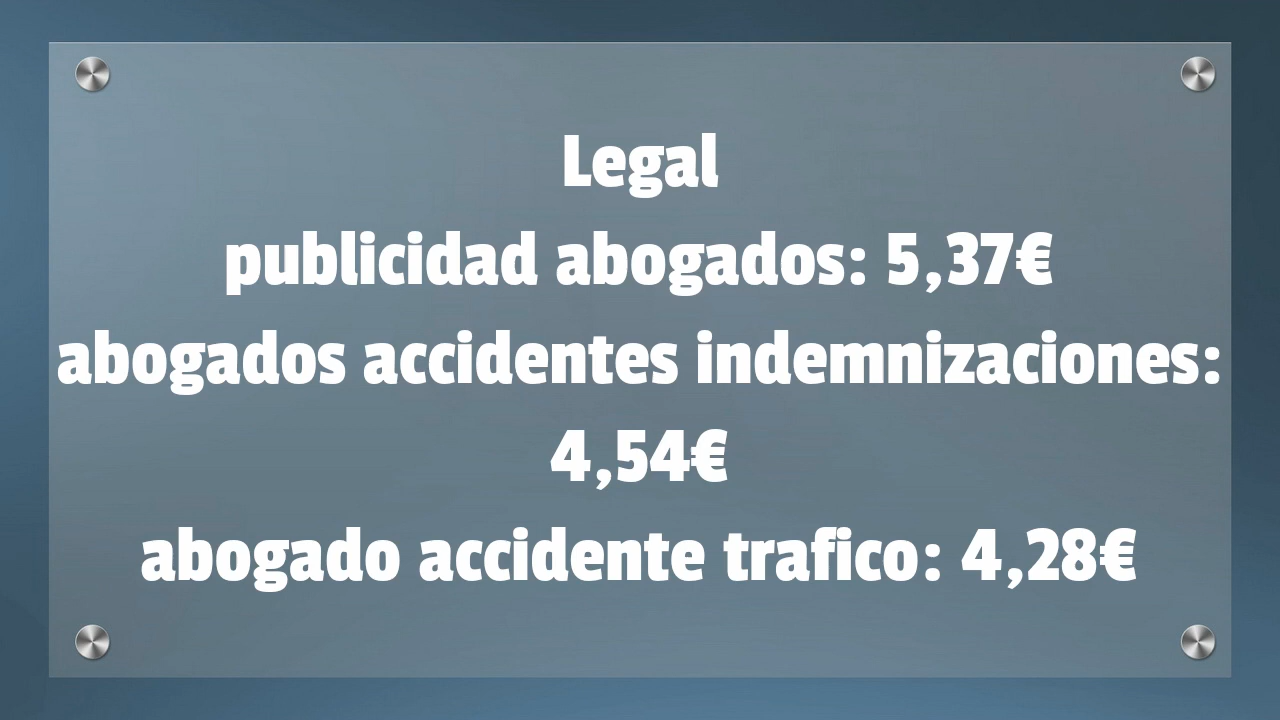 Legal
publicidad abogados: 5,37€
abogados accidentes indemnizaciones:
4,54€
abogado accidente trafico: 4,28€